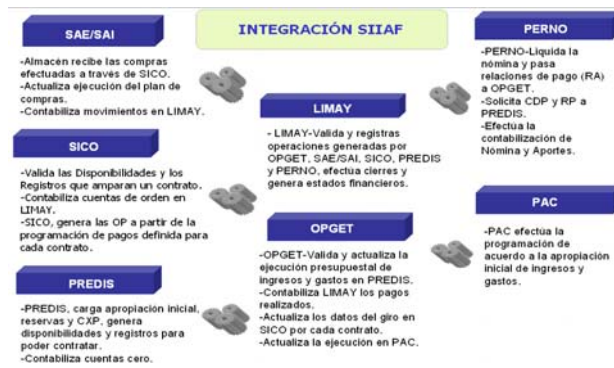 INTEGRACIÓN SIIAF
SAE/SAI
-Almacén recibe las compras
efectuadas a través de SICO.
-Actualiza ejecución del plan de
compras.
-Contabiliza movimientos en LIMAY.
SICO
-Valida las Disponibilidades y los
Registros que amparan un contrato.
-Contabiliza cuentas de orden en
LIMAY.
-SICO, genera las OP a partir de la
programación de pagos definida para
cada contrato.
PREDIS
-PREDIS, carga apropiación inicial,
reservas y CXP, genera
disponibilidades y registros para
poder contratar.
-Contabiliza cuentas cero.
LIMAY
- LIMAY-Valida y registras
operaciones generadas por
OPGET, SAE/SAI, SICO, PREDIS
y PERNO, efectúa cierres y
genera estados financieros.
OPGET
-OPGET-Valida y actualiza la
ejecución presupuestal de
ingresos y gastos en PREDIS.
-Contabiliza LIMAY los pagos
realizados.
-Actualiza los datos del giro en
SICO por cada contrato.
-Actualiza la ejecución en PAC.
PERNO
-PERNO-Liquida la
nómina y pasa
relaciones de pago (RA)
a OPGET.
-Solicita CDP y RP a
PREDIS.
-Efectúa la
contabilización de
Nómina y Aportes.
PAC
-PAC efectúa la
programación de
acuerdo a la apropiación
inicial de ingresos y
gastos.